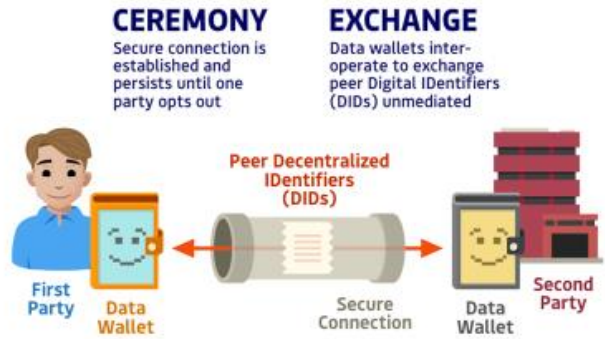 CEREMONY
Secure connection is
established and
persists until one
party opts out
EXCHANGE
Data wallets inter-
operate to exchange
peer Digital IDentifiers
(DIDs) unmediated
Peer Decentralized
IDentifiers
(DIDs)
First
Party
Data
Wallet
Secure
Connection
Data
Wallet
Second
Party